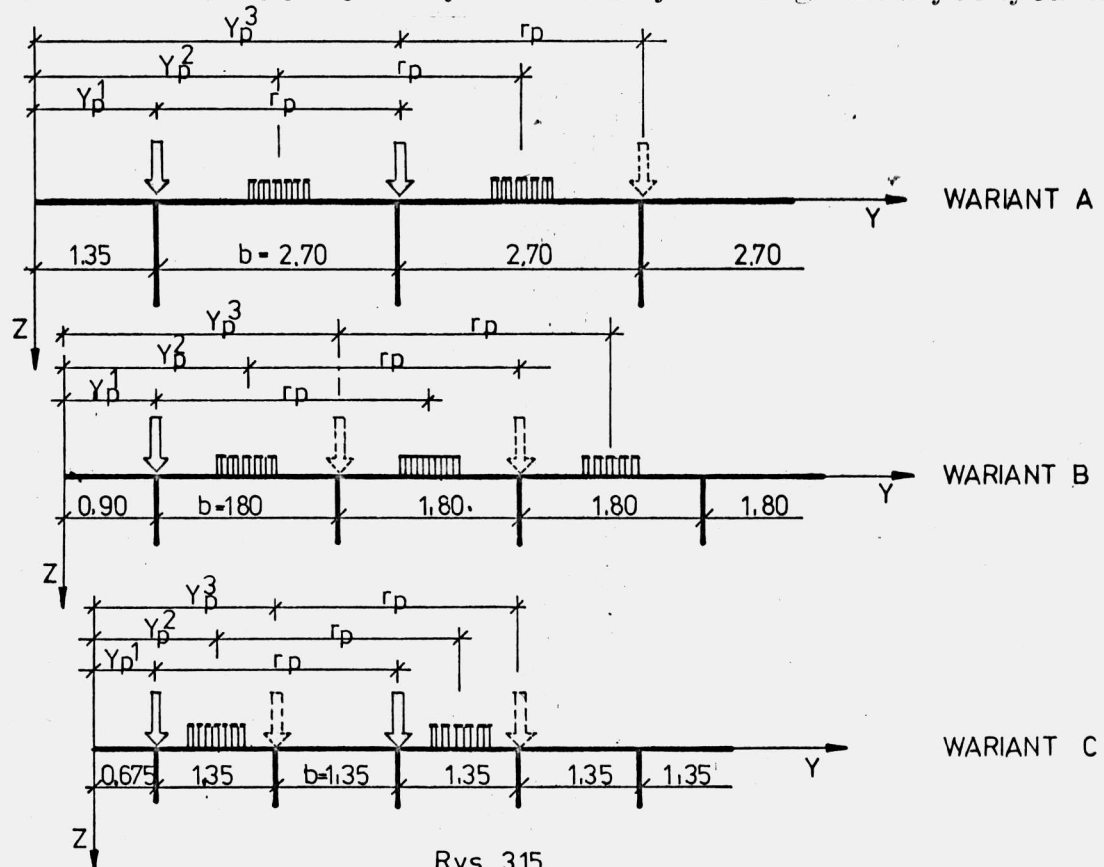 Yp³ rp
Yp² rp
Yp¹ rp
Y WARIANT A
1.35 b = 2.70 2.70 2.70
Z
Yp³ rp
Yp² rp
Yp¹ rp
Y WARIANT B
0.90 b=180 1.80. 1.80 1.80
Z
Yp³ rp
Yp² rp
Yp¹ rp
Y WARIANT C
0.675 1.35 b=1.35 1.35 1.35 1.35
Z
Rys. 315